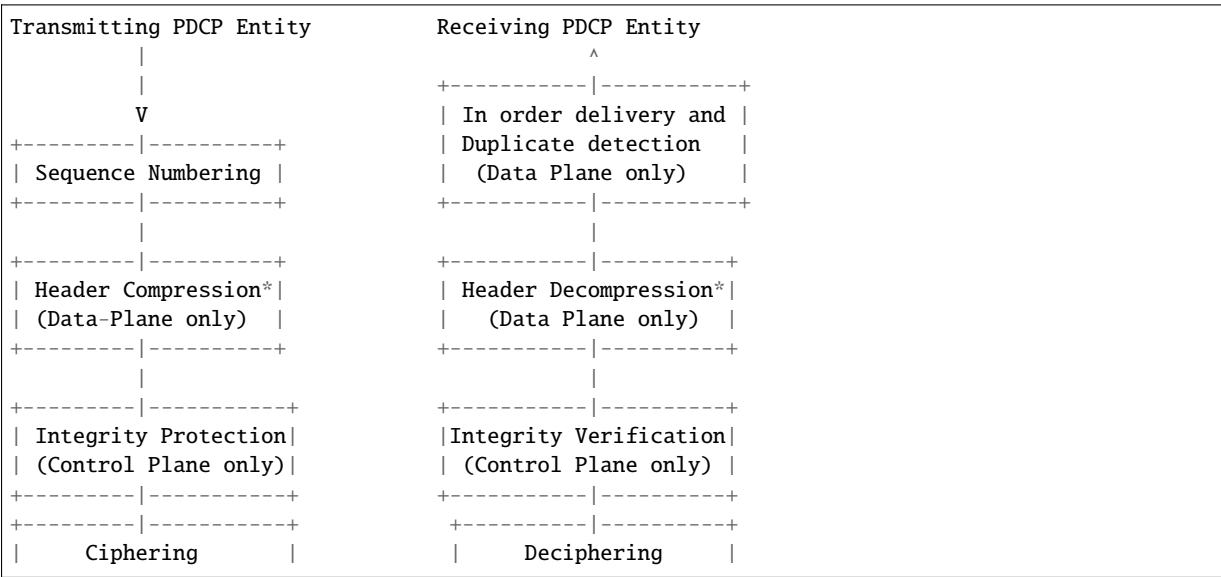 Transmitting PDCP Entity          Receiving PDCP Entity
         |                              ^
         |                    +-----------|-----------+
         V                    | In order delivery and |
+---------|----------+          | Duplicate detection   |
| Sequence Numbering |          |  (Data Plane only)    |
+---------|----------+          +-----------|-----------+
         |                              |
+---------|----------+          +-----------|----------+
| Header Compression*|          | Header Decompression*|
| (Data-Plane only)  |          |   (Data Plane only)  |
+---------|----------+          +-----------|----------+
         |                              |
+---------|-----------+         +-----------|----------+
| Integrity Protection|         |Integrity Verification|
| (Control Plane only)|         | (Control Plane only) |
+---------|-----------+         +-----------|----------+
+---------|-----------+          +----------|----------+
|     Ciphering       |          |     Deciphering     |